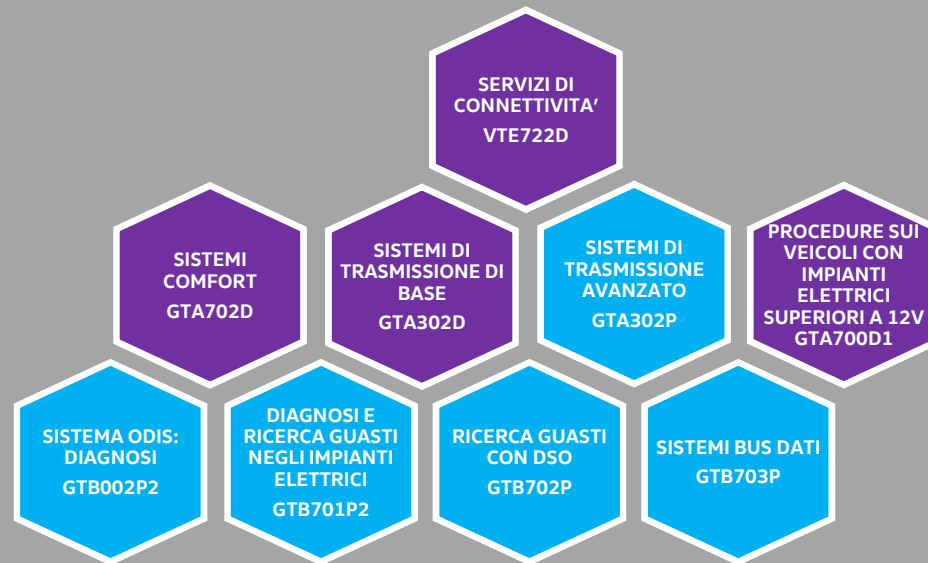 SERVIZI DI
CONNETTIVITA’
VTE722D
SISTEMI
COMFORT
GTA702D
SISTEMI DI
TRASMISSIONE DI
BASE
GTA302D
SISTEMI DI
TRASMISSIONE
AVANZATO
GTA302P
PROCEDURE SUI
VEICOLI CON
IMPIANTI
ELETTRICI
SUPERIORI A 12V
GTA700D1
SISTEMA ODIS:
DIAGNOSI
GTB002P2
DIAGNOSI E
RICERCA GUASTI
NEGLI IMPIANTI
ELETTRICI
GTB701P2
RICERCA GUASTI
CON DSO
GTB702P
SISTEMI BUS DATI
GTB703P